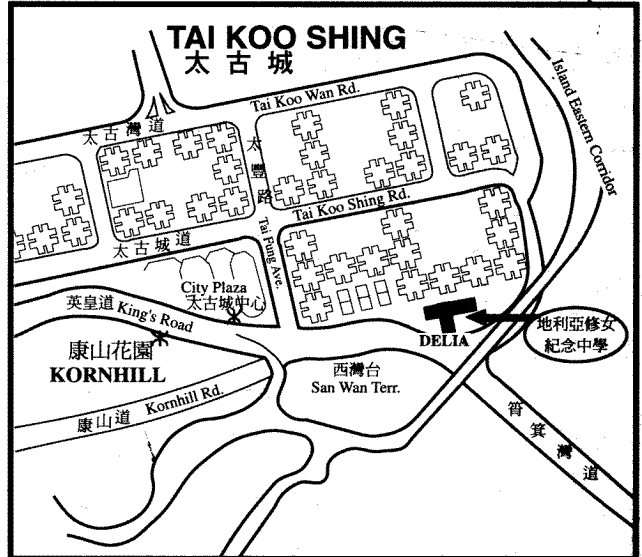 TAI KOO SHING
太古城
Tai Koo Wan Rd.
太古灣道
Island Eastern Corridor
太豐路
Tai Koo Shing Rd.
太古城道
Tai Fung Ave.
City Plaza
太古城中心
英皇道 King's Road
康山花園
KORNHILL
DELIA
地利亞修女
紀念中學
西灣台
San Wan Terr.
康山道 Kornhill Rd.
筲箕灣道